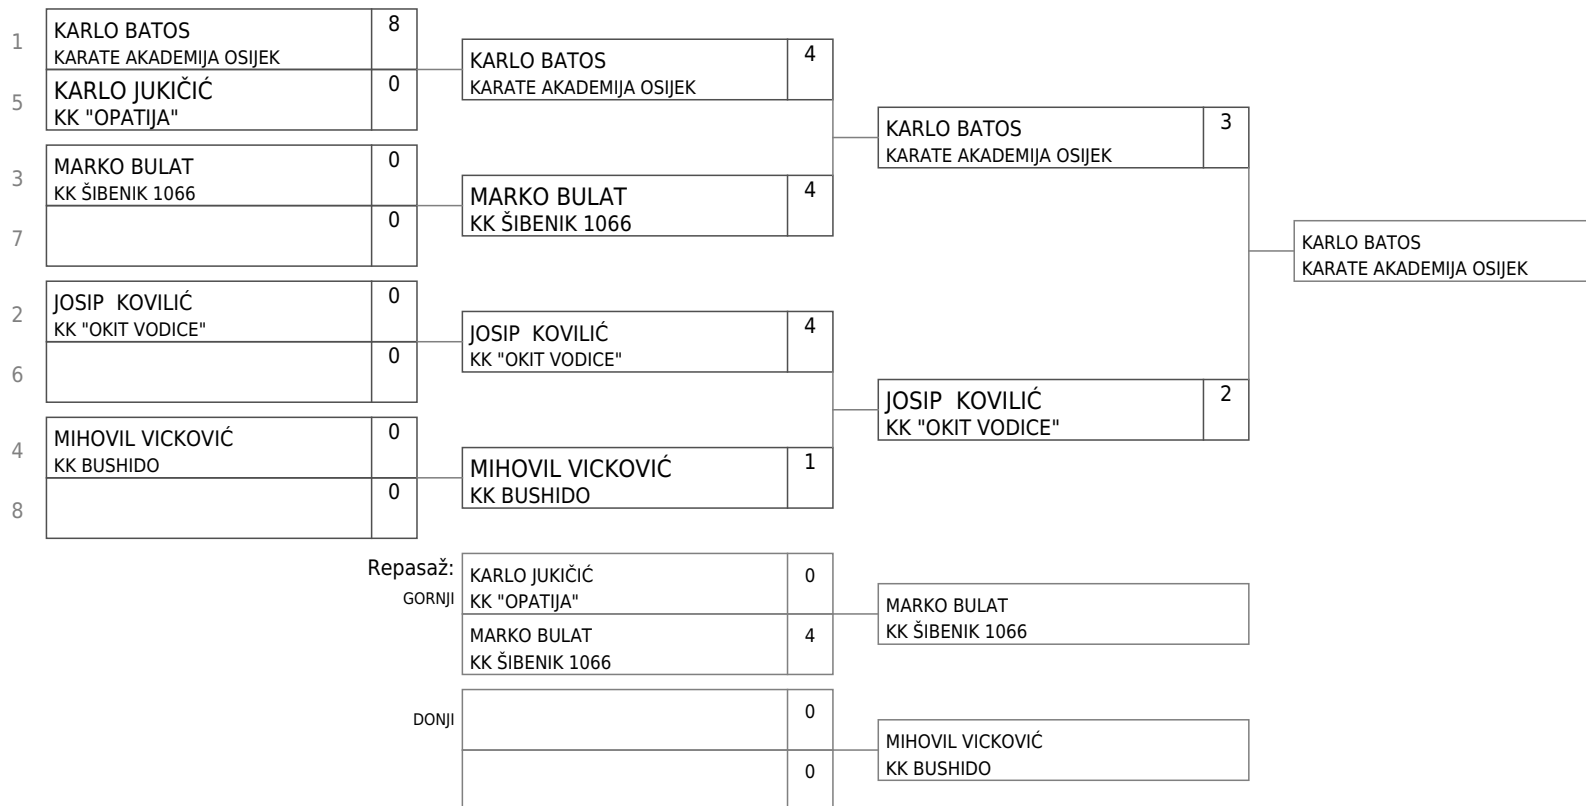 1
KARLO BATOS
KARATE AKADEMIJA OSIJEK
8
5
KARLO JUKIČIĆ
KK "OPATIJA"
0
3
MARKO BULAT
KK ŠIBENIK 1066
0
7
0
2
JOSIP  KOVILIĆ
KK "OKIT VODICE"
0
6
0
4
MIHOVIL VICKOVIĆ
KK BUSHIDO
0
8
0
KARLO BATOS
KARATE AKADEMIJA OSIJEK
4
MARKO BULAT
KK ŠIBENIK 1066
4
JOSIP  KOVILIĆ
KK "OKIT VODICE"
4
MIHOVIL VICKOVIĆ
KK BUSHIDO
1
KARLO BATOS
KARATE AKADEMIJA OSIJEK
3
JOSIP  KOVILIĆ
KK "OKIT VODICE"
2
KARLO BATOS
KARATE AKADEMIJA OSIJEK
Repasaž:
GORNJI
KARLO JUKIČIĆ
KK "OPATIJA"
0
MARKO BULAT
KK ŠIBENIK 1066
4
MARKO BULAT
KK ŠIBENIK 1066
DONJI
0
0
MIHOVIL VICKOVIĆ
KK BUSHIDO